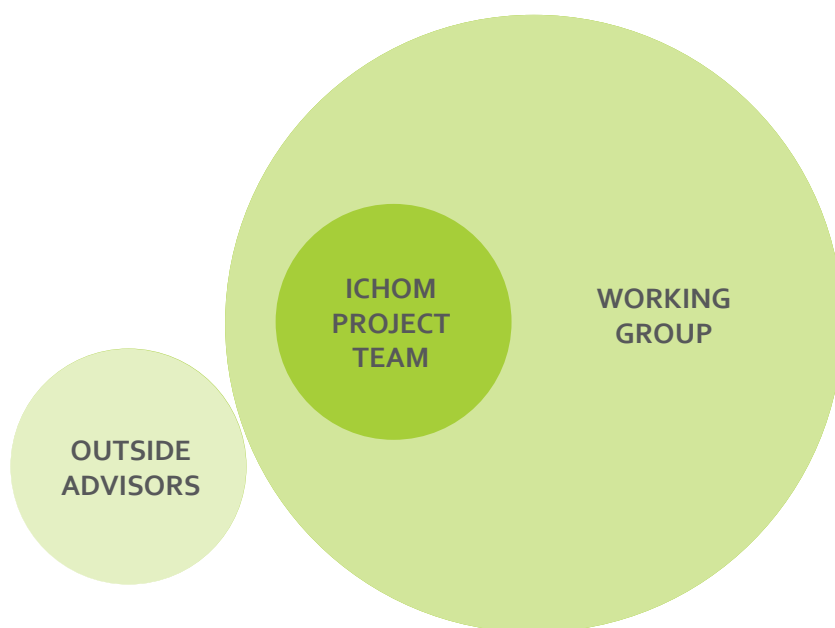 ICHOM
PROJECT
TEAM
WORKING
GROUP
OUTSIDE
ADVISORS